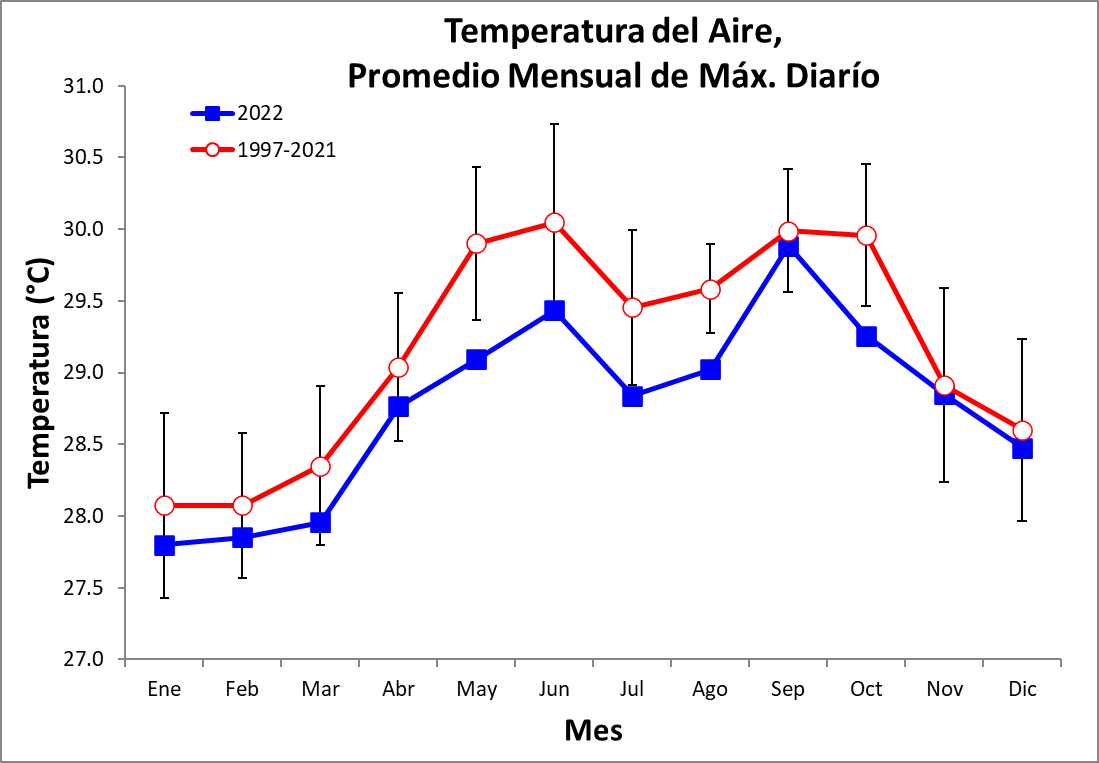 Temperatura del Aire,
Promedio Mensual de Máx. Diarío
2022
1997-2021
31.0
30.5
30.0
29.5
29.0
28.5
28.0
27.5
27.0
Temperatura (°C)
Ene Feb Mar Abr May Jun Jul Ago Sep Oct Nov Dic
Mes